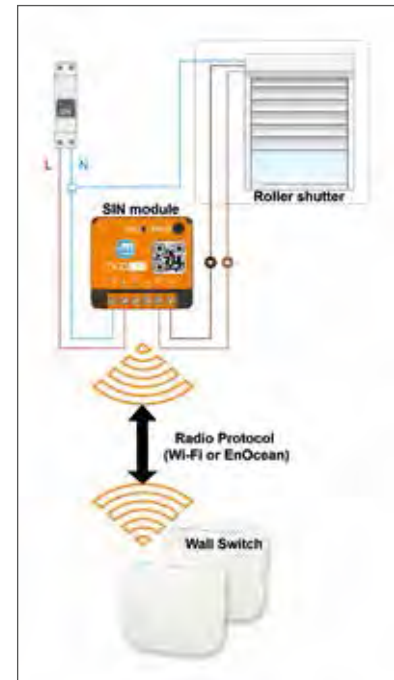 L
N
Roller shutter
SIN module
Radio Protocol
(Wi-Fi or EnOcean)
Wall Switch